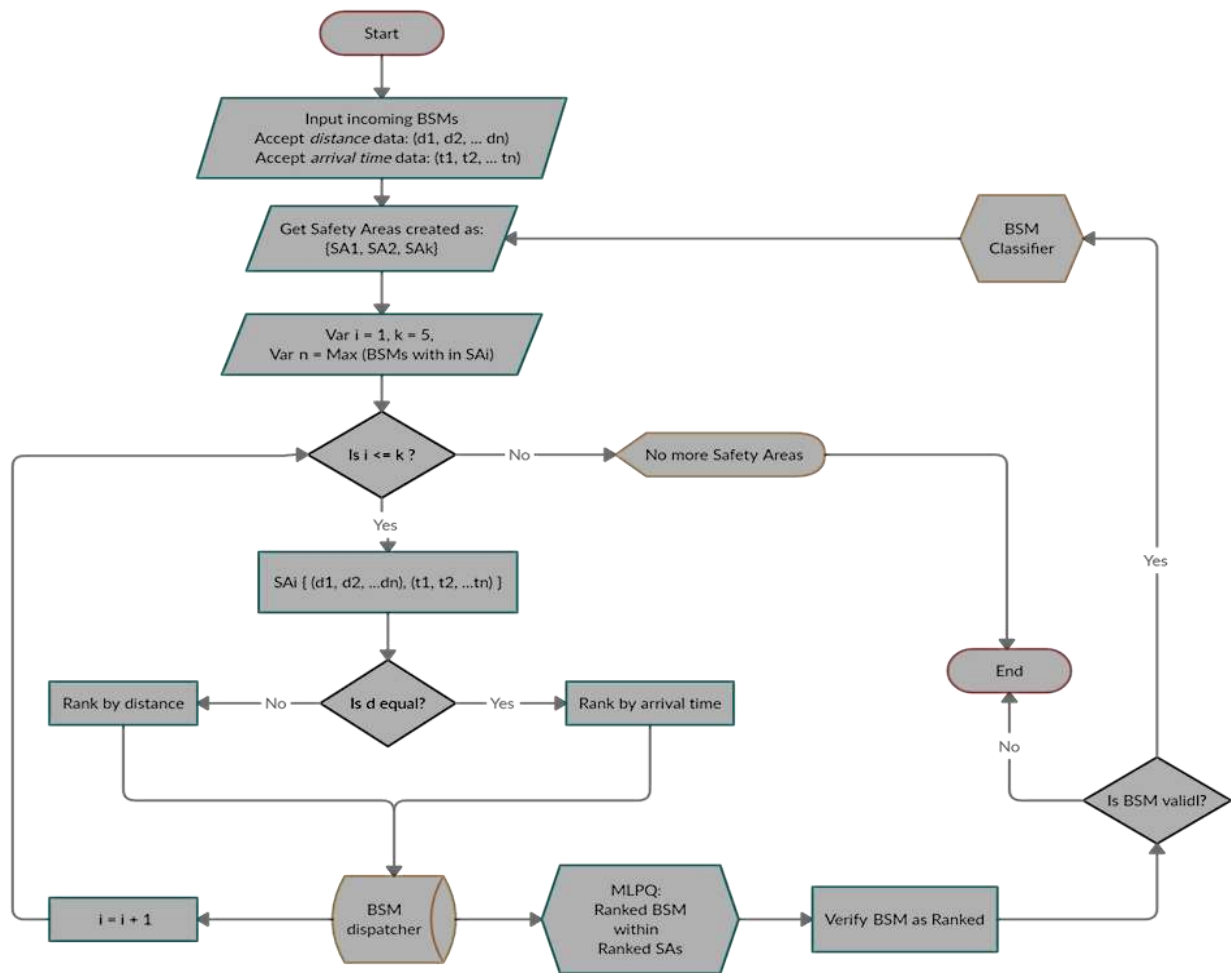 Start
Input incoming BSMs
Accept distance data: (d1, d2, ... dn)
Accept arrival time data: (t1, t2, ... tn)
Get Safety Areas created as:
{SA1, SA2, SAk}
BSM
Classifier
Var i = 1, k = 5,
Var n = Max (BSMs with in SAi)
Is i <= k ?
No
No more Safety Areas
Yes
SAi { (d1, d2, ...dn), (t1, t2, ...tn) }
Yes
Rank by distance
No
Is d equal?
Yes
Rank by arrival time
End
No
Is BSM validl?
i = i + 1
BSM
dispatcher
MLPQ:
Ranked BSM
within
Ranked SAs
Verify BSM as Ranked